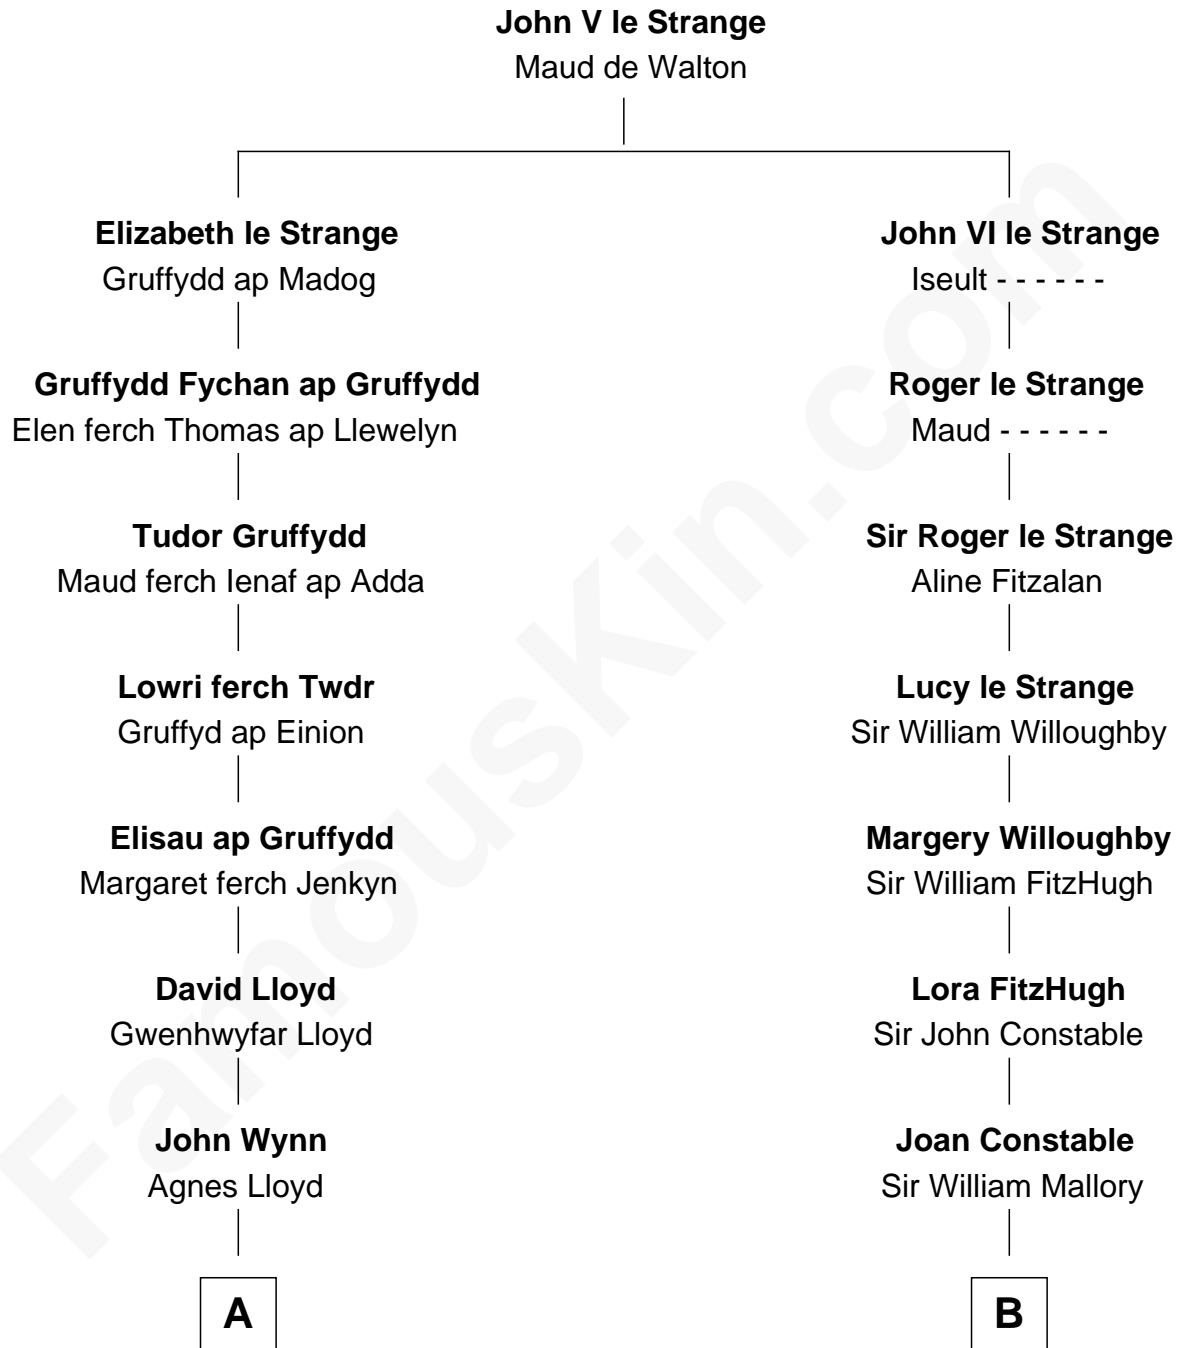 John V le Strange
Maud de Walton
Elizabeth le Strange
Gruffydd ap Madog
John VI le Strange
Iseult - - - - - -
Gruffydd Fychan ap Gruffydd
Elen ferch Thomas ap Llewelyn
Roger le Strange
Maud - - - - - -
Tudor Gruffydd
Maud ferch Ienaf ap Adda
Sir Roger le Strange
Aline Fitzalan
Lowri ferch Twdr
Gruffyd ap Einion
Lucy le Strange
Sir William Willoughby
Elisau ap Gruffydd
Margaret ferch Jenkyn
Margery Willoughby
Sir William FitzHugh
David Lloyd
Gwenhwyfar Lloyd
Lora FitzHugh
Sir John Constable
John Wynn
Agnes Lloyd
Joan Constable
Sir William Mallory
A
B
FamousKin.com